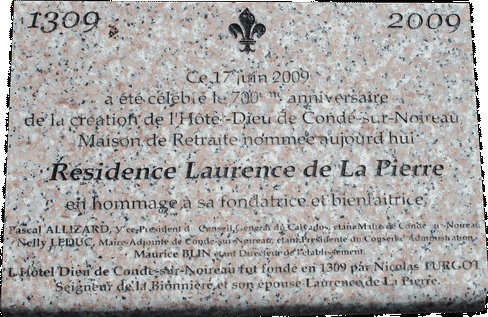 1309 2009
Ce 17 juin 2009
a été célébré le 700ème anniversaire
de la création de l'Hôtel-Dieu de Condé-sur-Noireau
Maison de Retraite nommée aujourd'hui
Résidence Laurence de La Pierre
en hommage à sa fondatrice et bienfaitrice,
Pascal ALLIZARD, Vice-Président du Conseil Général du Calvados, étant Maire de Condé-sur-Noireau,
Nelly LEDUC, Maire-Adjointe de Condé-sur-Noireau, étant Présidente du Conseil d'Administration,
Maurice BLIN étant Directeur de l'établissement.
L'Hôtel Dieu de Condé-sur-Noireau fut fondé en 1309 par Nicolas TURGOT
Seigneur de la Bionnière et son épouse Laurence de La Pierre.